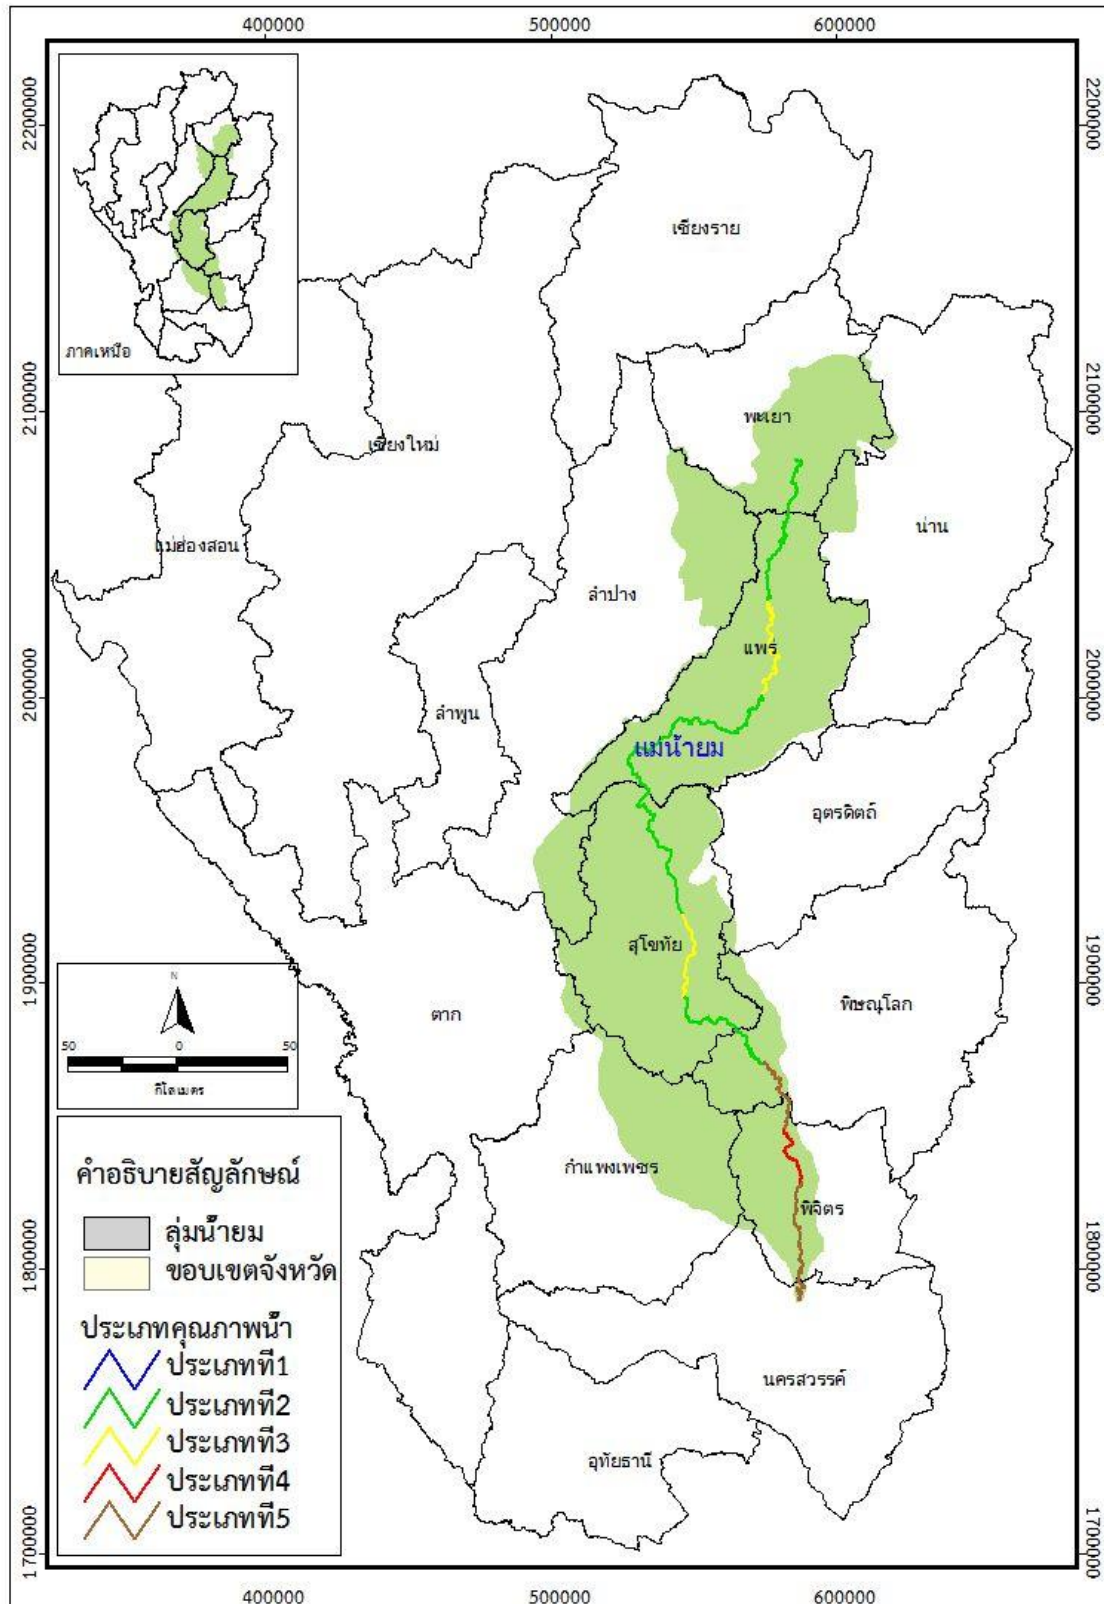 400000
500000
600000
2200000
2200000
เชียงราย
ภาคเหนือ
2100000
2100000
พะเยา
เชียงใหม่
น่าน
แม่ฮ่องสอน
ลำปาง
แพร่
2000000
2000000
ลำพูน
แม่น้ำยม
อุตรดิตถ์
สุโขทัย
1900000
1900000
N
ตาก
พิษณุโลก
50
0
50
กิโลเมตร
กำแพงเพชร
คำอธิบายสัญลักษณ์
พิจิตร
ลุ่มน้ำยม
ขอบเขตจังหวัด
1800000
1800000
ประเภทคุณภาพน้ำ
ประเภทที่1
นครสวรรค์
ประเภทที่2
ประเภทที่3
อุทัยธานี
ประเภทที่4
ประเภทที่5
1700000
1700000
400000
500000
600000